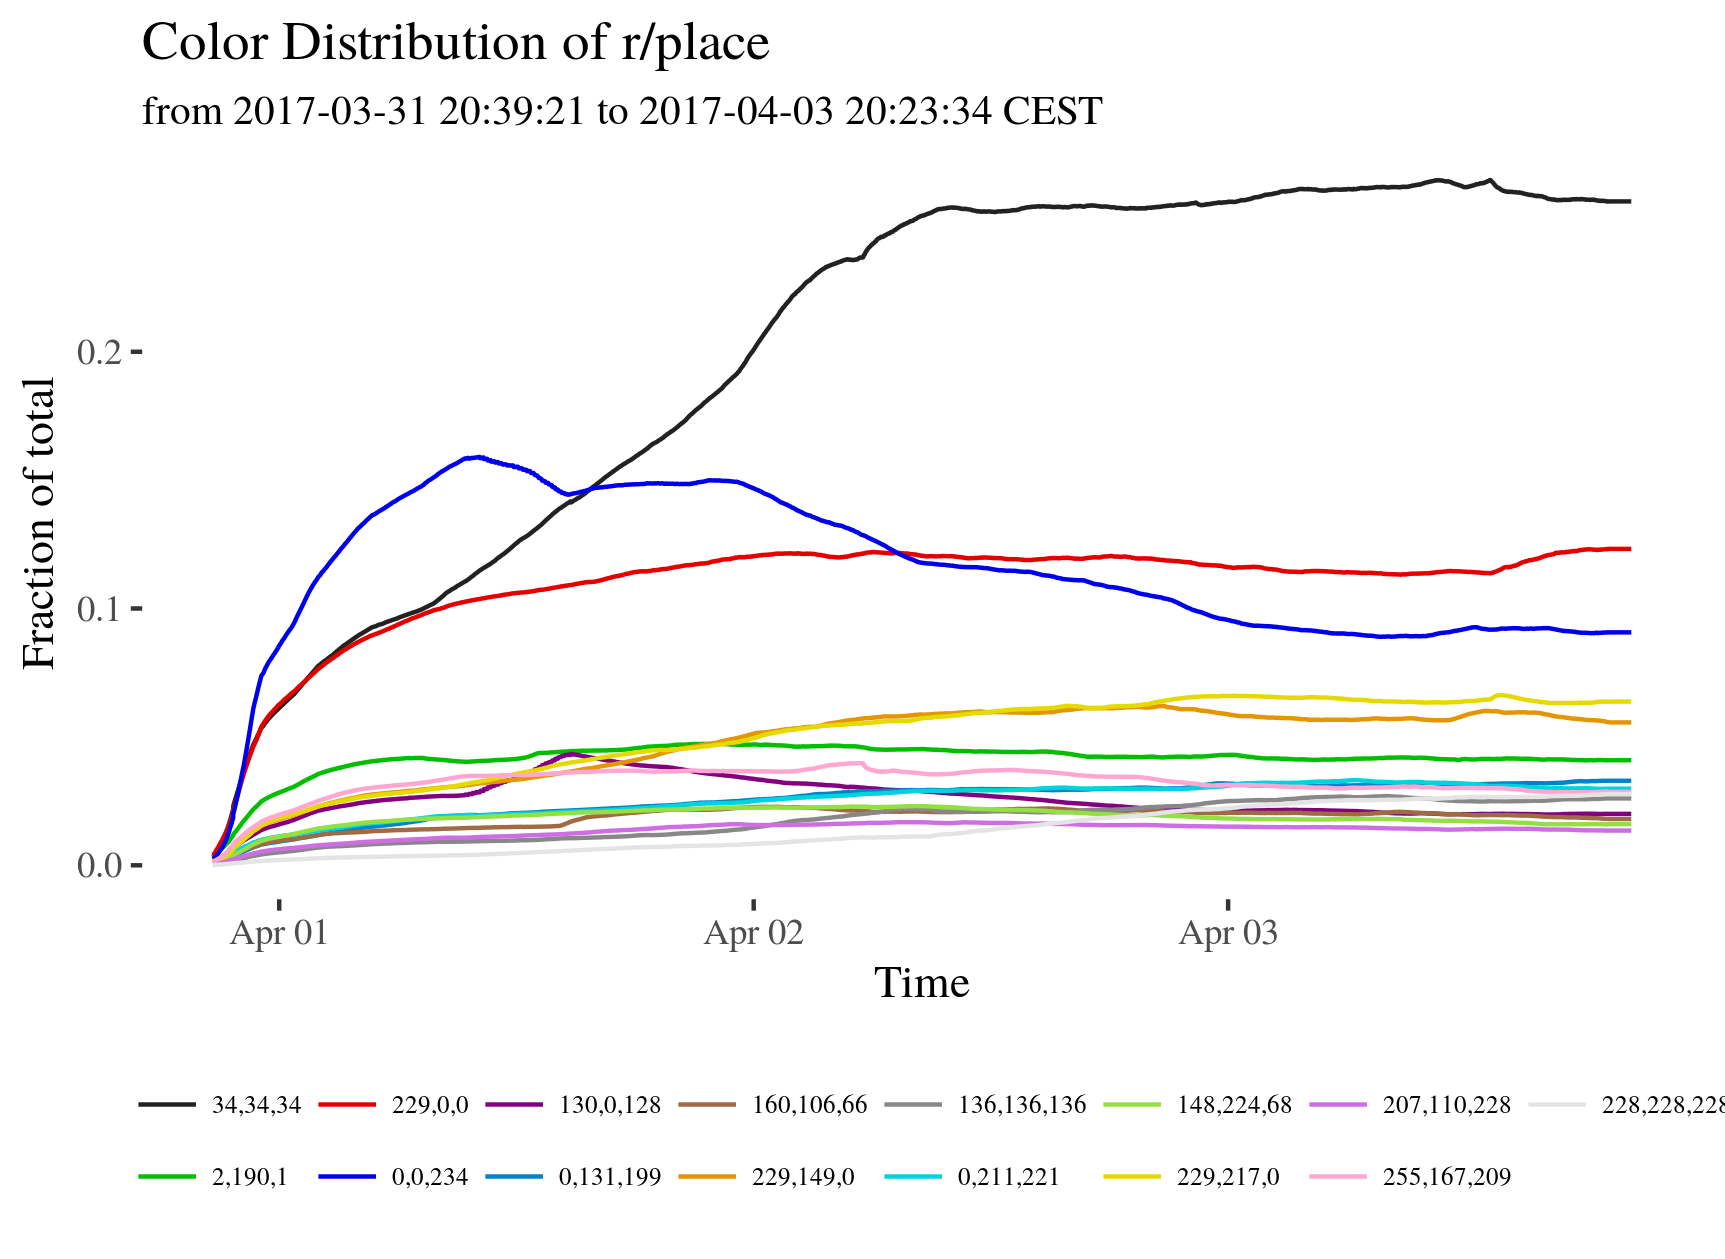 Color Distribution of r/place
from 2017-03-31 20:39:21 to 2017-04-03 20:23:34 CEST
Fraction of total
0.2
0.1
0.0
Apr 01 Apr 02 Apr 03
Time
34,34,34 229,0,0 130,0,128 160,106,66 136,136,136 148,224,68 207,110,228 228,228,228
2,190,1 0,0,234 0,131,199 229,149,0 0,211,221 229,217,0 255,167,209